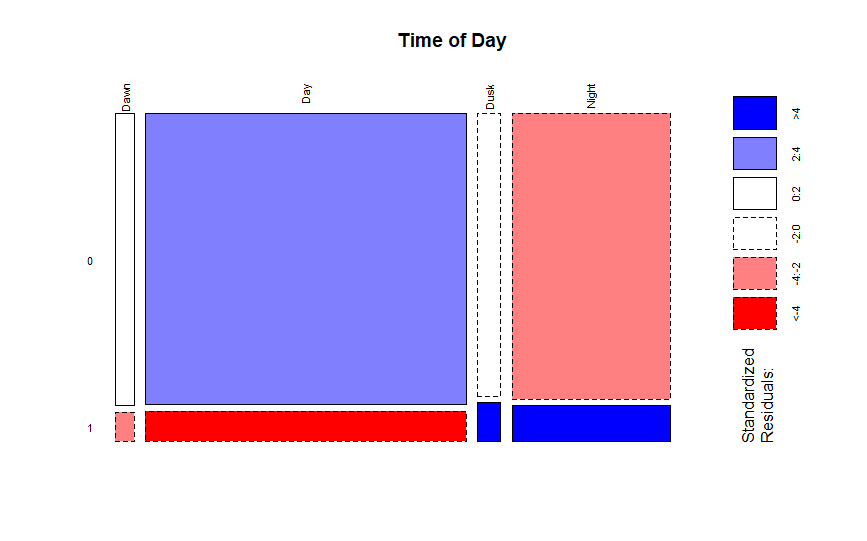 Time of Day
Dawn
Day
Dusk
Night
0
1
>4
2:4
0:2
-2:0
-4:-2
<-4
Standardized
Residuals: